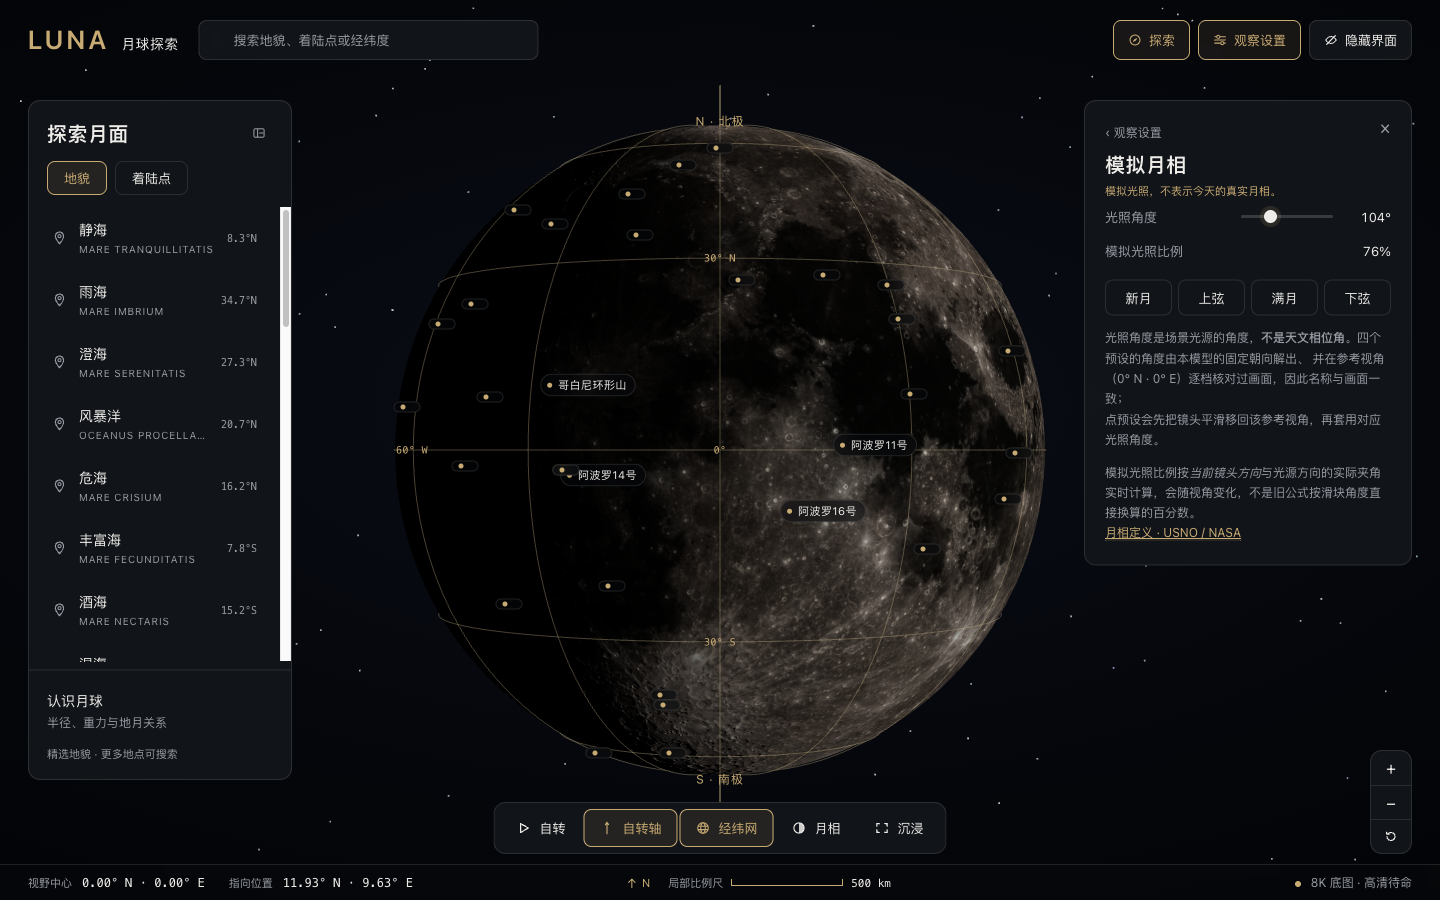 LUNA 月球探索
搜索地貌、着陆点或经纬度
探索
观察设置
隐藏界面
探索月面
地貌
着陆点
静海
MARE TRANQUILLITATIS
8.3°N
雨海
MARE IMBRIUM
34.7°N
澄海
MARE SERENITATIS
27.3°N
风暴洋
OCEANUS PROCELLA…
20.7°N
危海
MARE CRISIUM
16.2°N
丰富海
MARE FECUNDITATIS
7.8°S
酒海
MARE NECTARIS
15.2°S
认识月球
半径、重力与地月关系
精选地貌 · 更多地点可搜索
N · 北极
30° N
哥白尼环形山
阿波罗11号
60° W
0°
阿波罗14号
阿波罗16号
30° S
S · 南极
‹ 观察设置
×
模拟月相
模拟光照，不表示今天的真实月相。
光照角度
104°
模拟光照比例
76%
新月
上弦
满月
下弦
光照角度是场景光源的角度，不是天文相位角。四个
预设的角度由本模型的固定朝向解出、 并在参考视角
（0° N · 0° E）逐档核对过画面，因此名称与画面一
致；
点预设会先把镜头平滑移回该参考视角，再套用对应
光照角度。
模拟光照比例按当前镜头方向与光源方向的实际夹角
实时计算，会随视角变化，不是旧公式按滑块角度直
接换算的百分数。
月相定义 · USNO / NASA
+
−
自转
自转轴
经纬网
月相
沉浸
视野中心 0.00° N · 0.00° E
指向位置 11.93° N · 9.63° E
↑ N
局部比例尺
500 km
8K 底图 · 高清待命